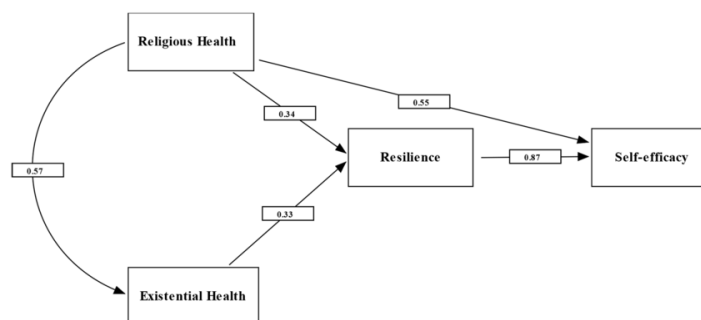 Religious Health
0.55
0.34
Resilience
0.87
Self-efficacy
0.57
0.33
Existential Health